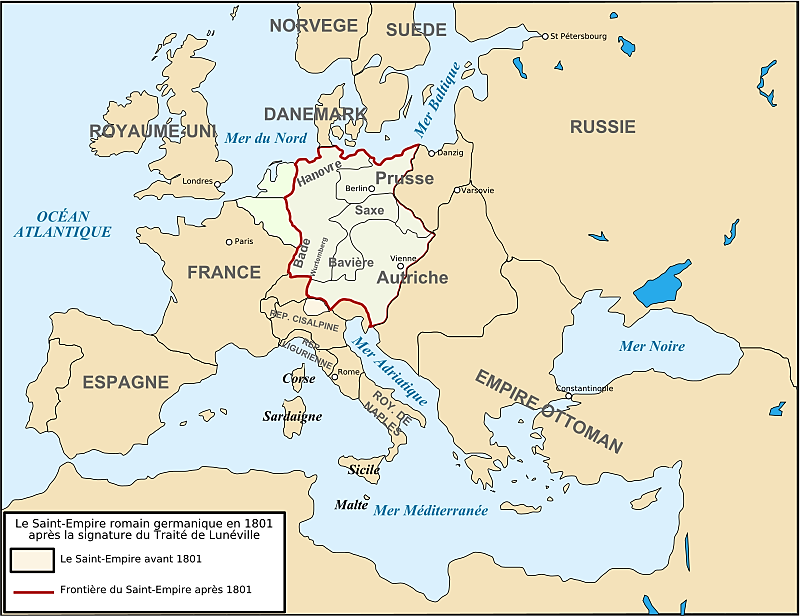 NORVEGE
SUEDE
St Pétersbourg
DANEMARK
Mer Baltique
ROYAUME-UNI
Mer du Nord
RUSSIE
Danzig
Hanovre
Prusse
Londres
Berlin
Varsovie
OCÉAN
ATLANTIQUE
Saxe
Paris
Bade
Wurtemberg
Bavière
Vienne
FRANCE
Autriche
REP. CISALPINE
REP.
LIGURIENNE
Mer Adriatique
Mer Noire
ESPAGNE
Corse
Rome
EMPIRE OTTOMAN
Constantinople
Sardaigne
ROY. DE
NAPLES
Sicile
Malte
Mer Méditerranée
Le Saint-Empire romain germanique en 1801
après la signature du Traité de Lunéville
Le Saint-Empire avant 1801
Frontière du Saint-Empire après 1801